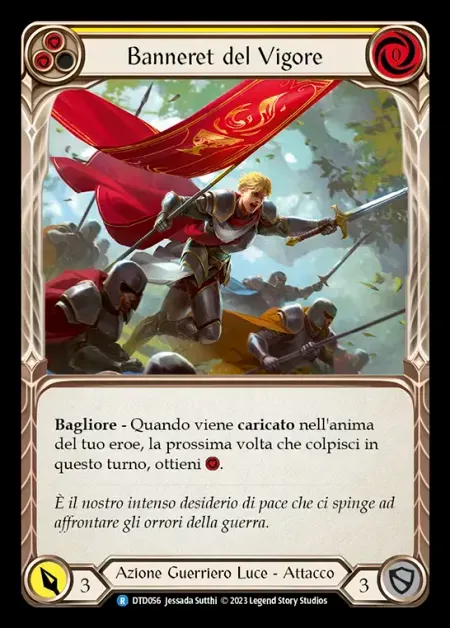 Banneret del Vigore
0
Bagliore - Quando viene caricato nell'anima
del tuo eroe, la prossima volta che colpisci in
questo turno, ottieni .
È il nostro intenso desiderio di pace che ci spinge ad
affrontare gli orrori della guerra.
3
Azione Guerriero Luce - Attacco
3
R DTD056 Jessada Sutthi © 2023 Legend Story Studios